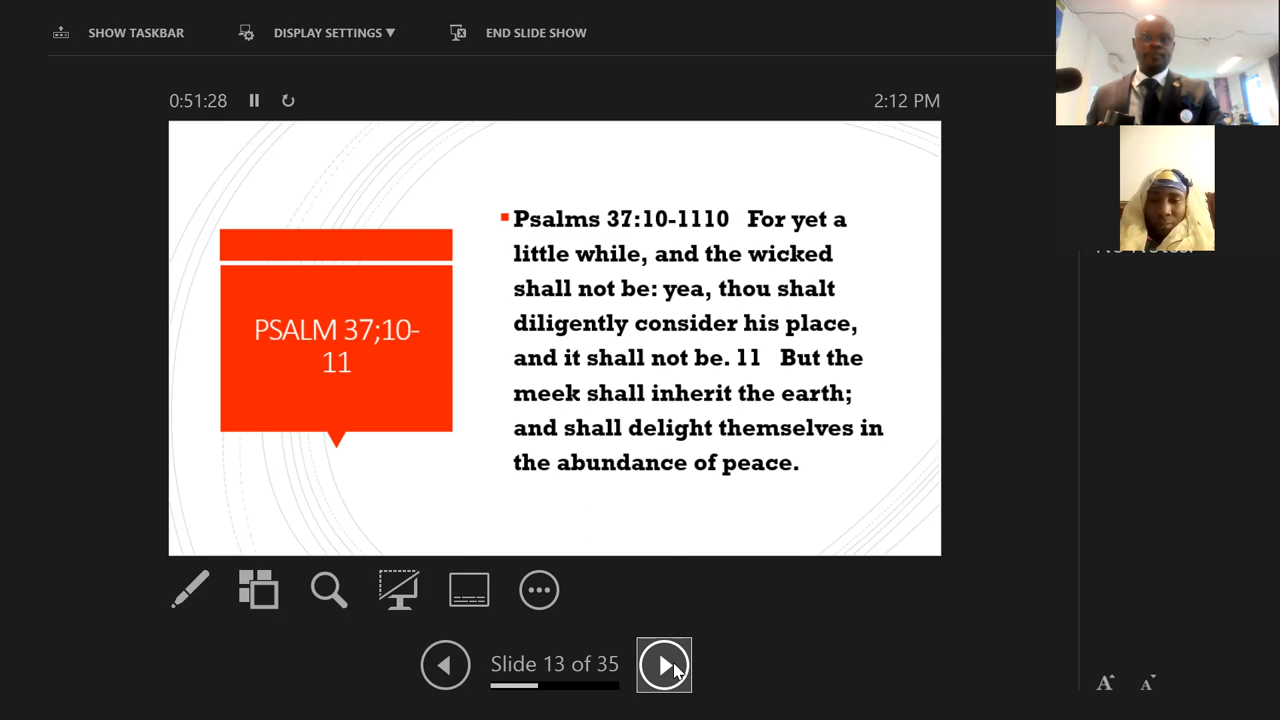 SHOW TASKBAR
DISPLAY SETTINGS ▼
END SLIDE SHOW
0:51:28
2:12 PM
PSALM 37;10-
11
Psalms 37:10-1110 For yet a
little while, and the wicked
shall not be: yea, thou shalt
diligently consider his place,
and it shall not be. 11 But the
meek shall inherit the earth;
and shall delight themselves in
the abundance of peace.
No Notes.
Slide 13 of 35
A A